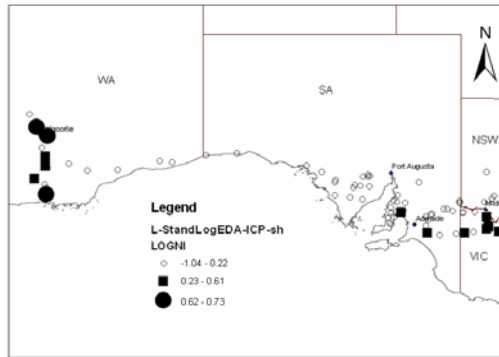 N
WA
SA
NSW
Port Augusta
Adelaide
VIC
Legend
L-StandLogEDA-ICP-sh
LOGNI
-1.04 - 0.22
0.23 - 0.61
0.62 - 0.73